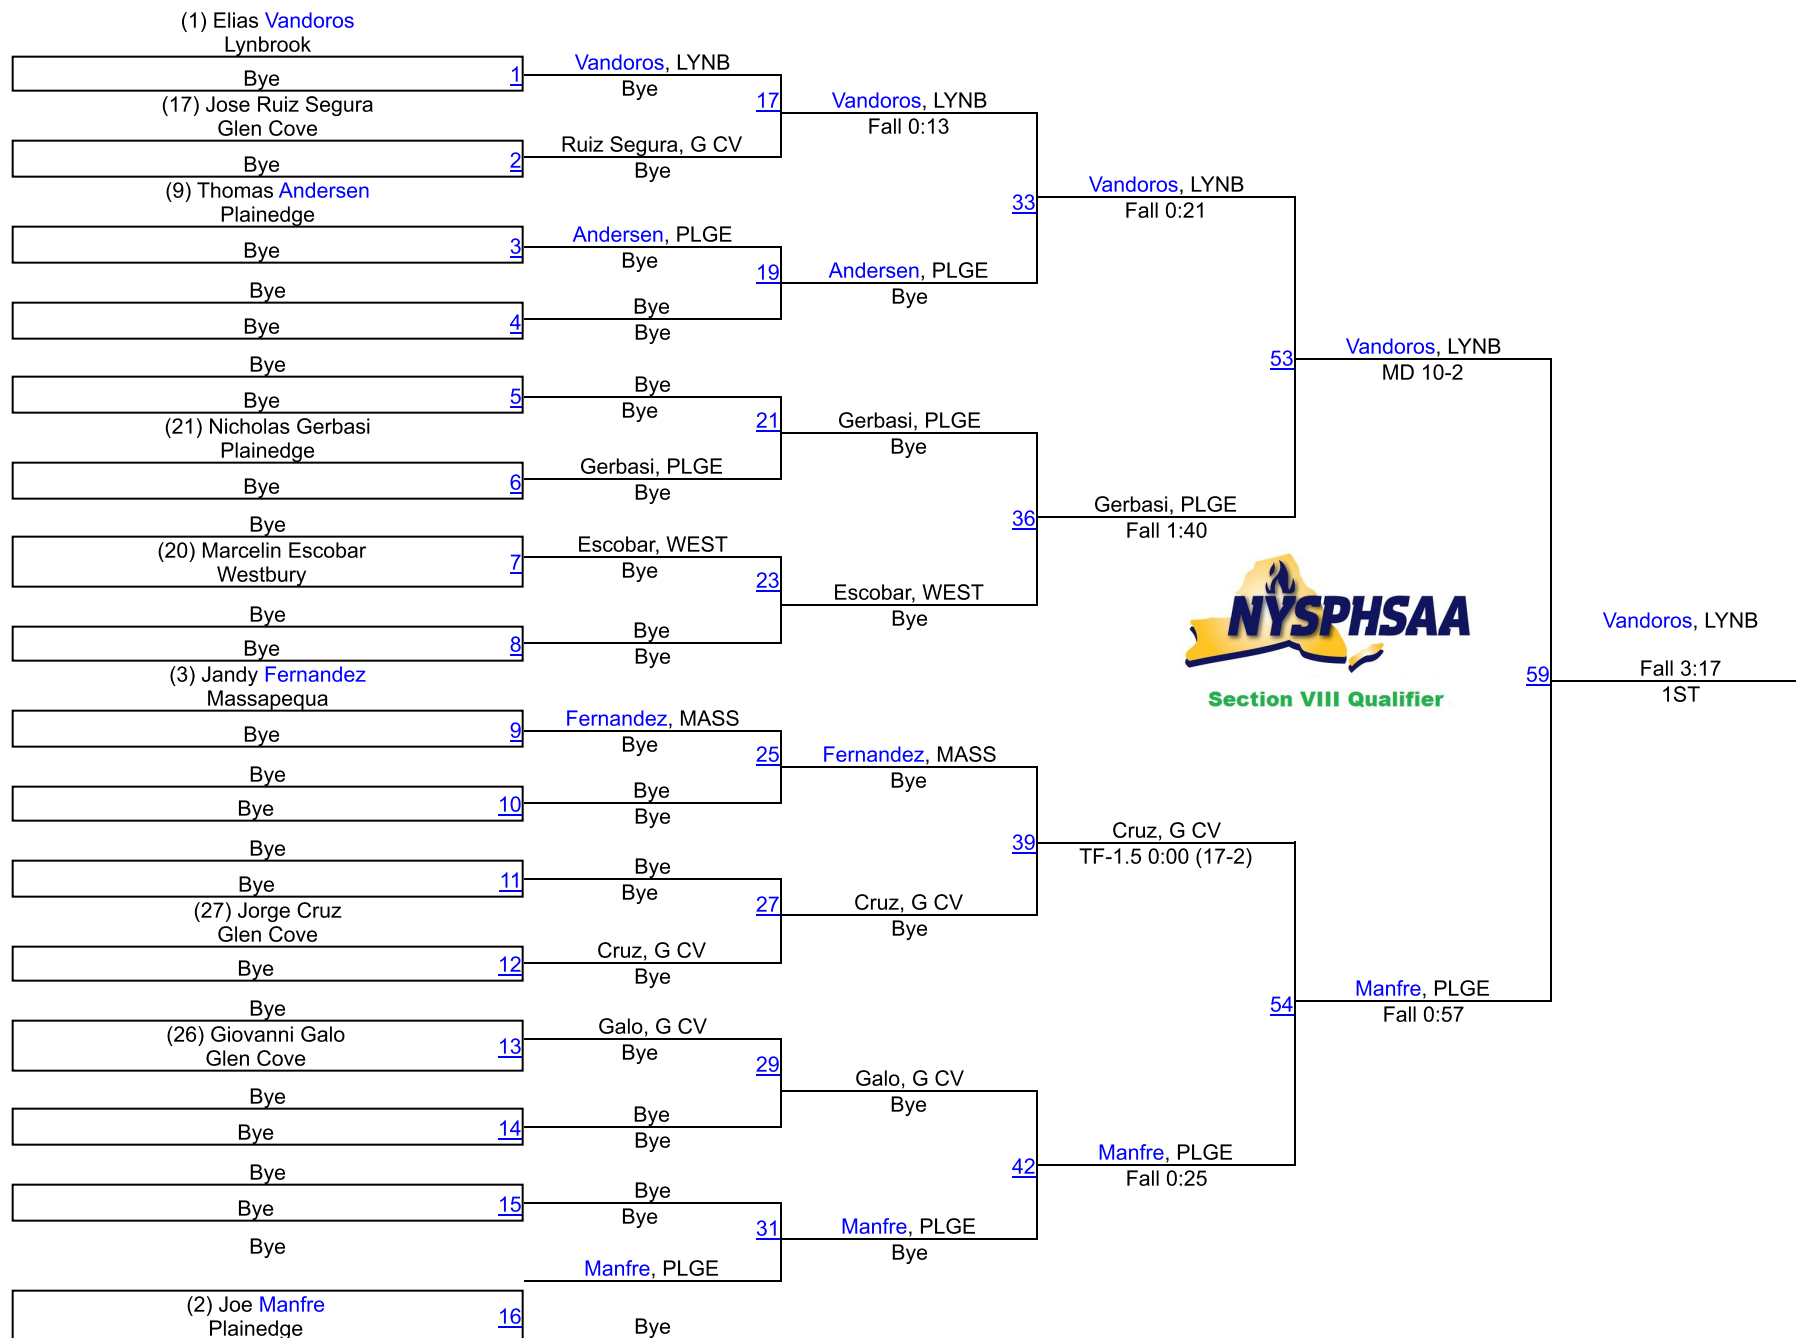 (1) Elias Vandoros
Lynbrook
Bye
1
(17) Jose Ruiz Segura
Glen Cove
Bye
2
(9) Thomas Andersen
Plainedge
Bye
3
Bye
Bye
4
Bye
Bye
5
(21) Nicholas Gerbasi
Plainedge
Bye
6
Bye
(20) Marcelin Escobar
Westbury
7
Bye
Bye
8
(3) Jandy Fernandez
Massapequa
Bye
9
Bye
Bye
10
Bye
Bye
11
(27) Jorge Cruz
Glen Cove
Bye
12
Bye
(26) Giovanni Galo
Glen Cove
13
Bye
Bye
14
Bye
Bye
15
Bye
(2) Joe Manfre
Plainedge
16
Vandoros, LYNB
Bye
17
Ruiz Segura, G CV
Bye
Andersen, PLGE
Bye
19
Bye
Bye
Bye
Bye
21
Gerbasi, PLGE
Bye
Escobar, WEST
Bye
23
Bye
Bye
Fernandez, MASS
Bye
25
Bye
Bye
Bye
Bye
27
Cruz, G CV
Bye
Galo, G CV
Bye
29
Bye
Bye
Bye
Bye
31
Manfre, PLGE
Bye
Vandoros, LYNB
Fall 0:13
33
Andersen, PLGE
Bye
Gerbasi, PLGE
Bye
36
Escobar, WEST
Bye
Fernandez, MASS
Bye
39
Cruz, G CV
Bye
Galo, G CV
Bye
42
Manfre, PLGE
Bye
Vandoros, LYNB
Fall 0:21
53
Gerbasi, PLGE
Fall 1:40
Cruz, G CV
TF-1.5 0:00 (17-2)
54
Manfre, PLGE
Fall 0:25
Vandoros, LYNB
MD 10-2
NYSPHSAA
Section VIII Qualifier
59
Manfre, PLGE
Fall 0:57
Vandoros, LYNB
Fall 3:17
1ST